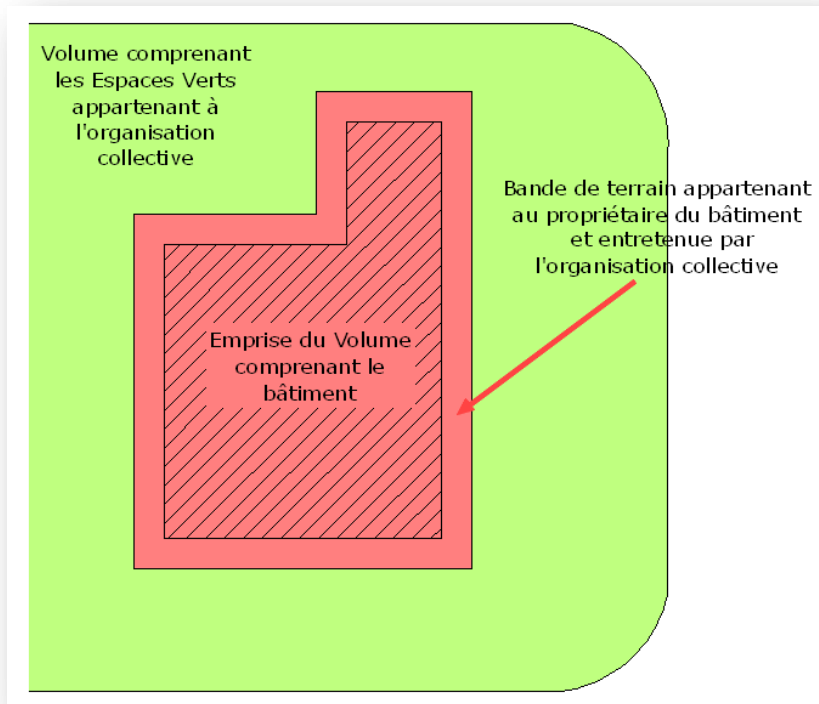 Volume comprenant
les Espaces Verts
appartenant à
l'organisation
collective
Bande de terrain appartenant
au propriétaire du bâtiment
et entretenue par
l'organisation collective
Emprise du Volume
comprenant le
bâtiment